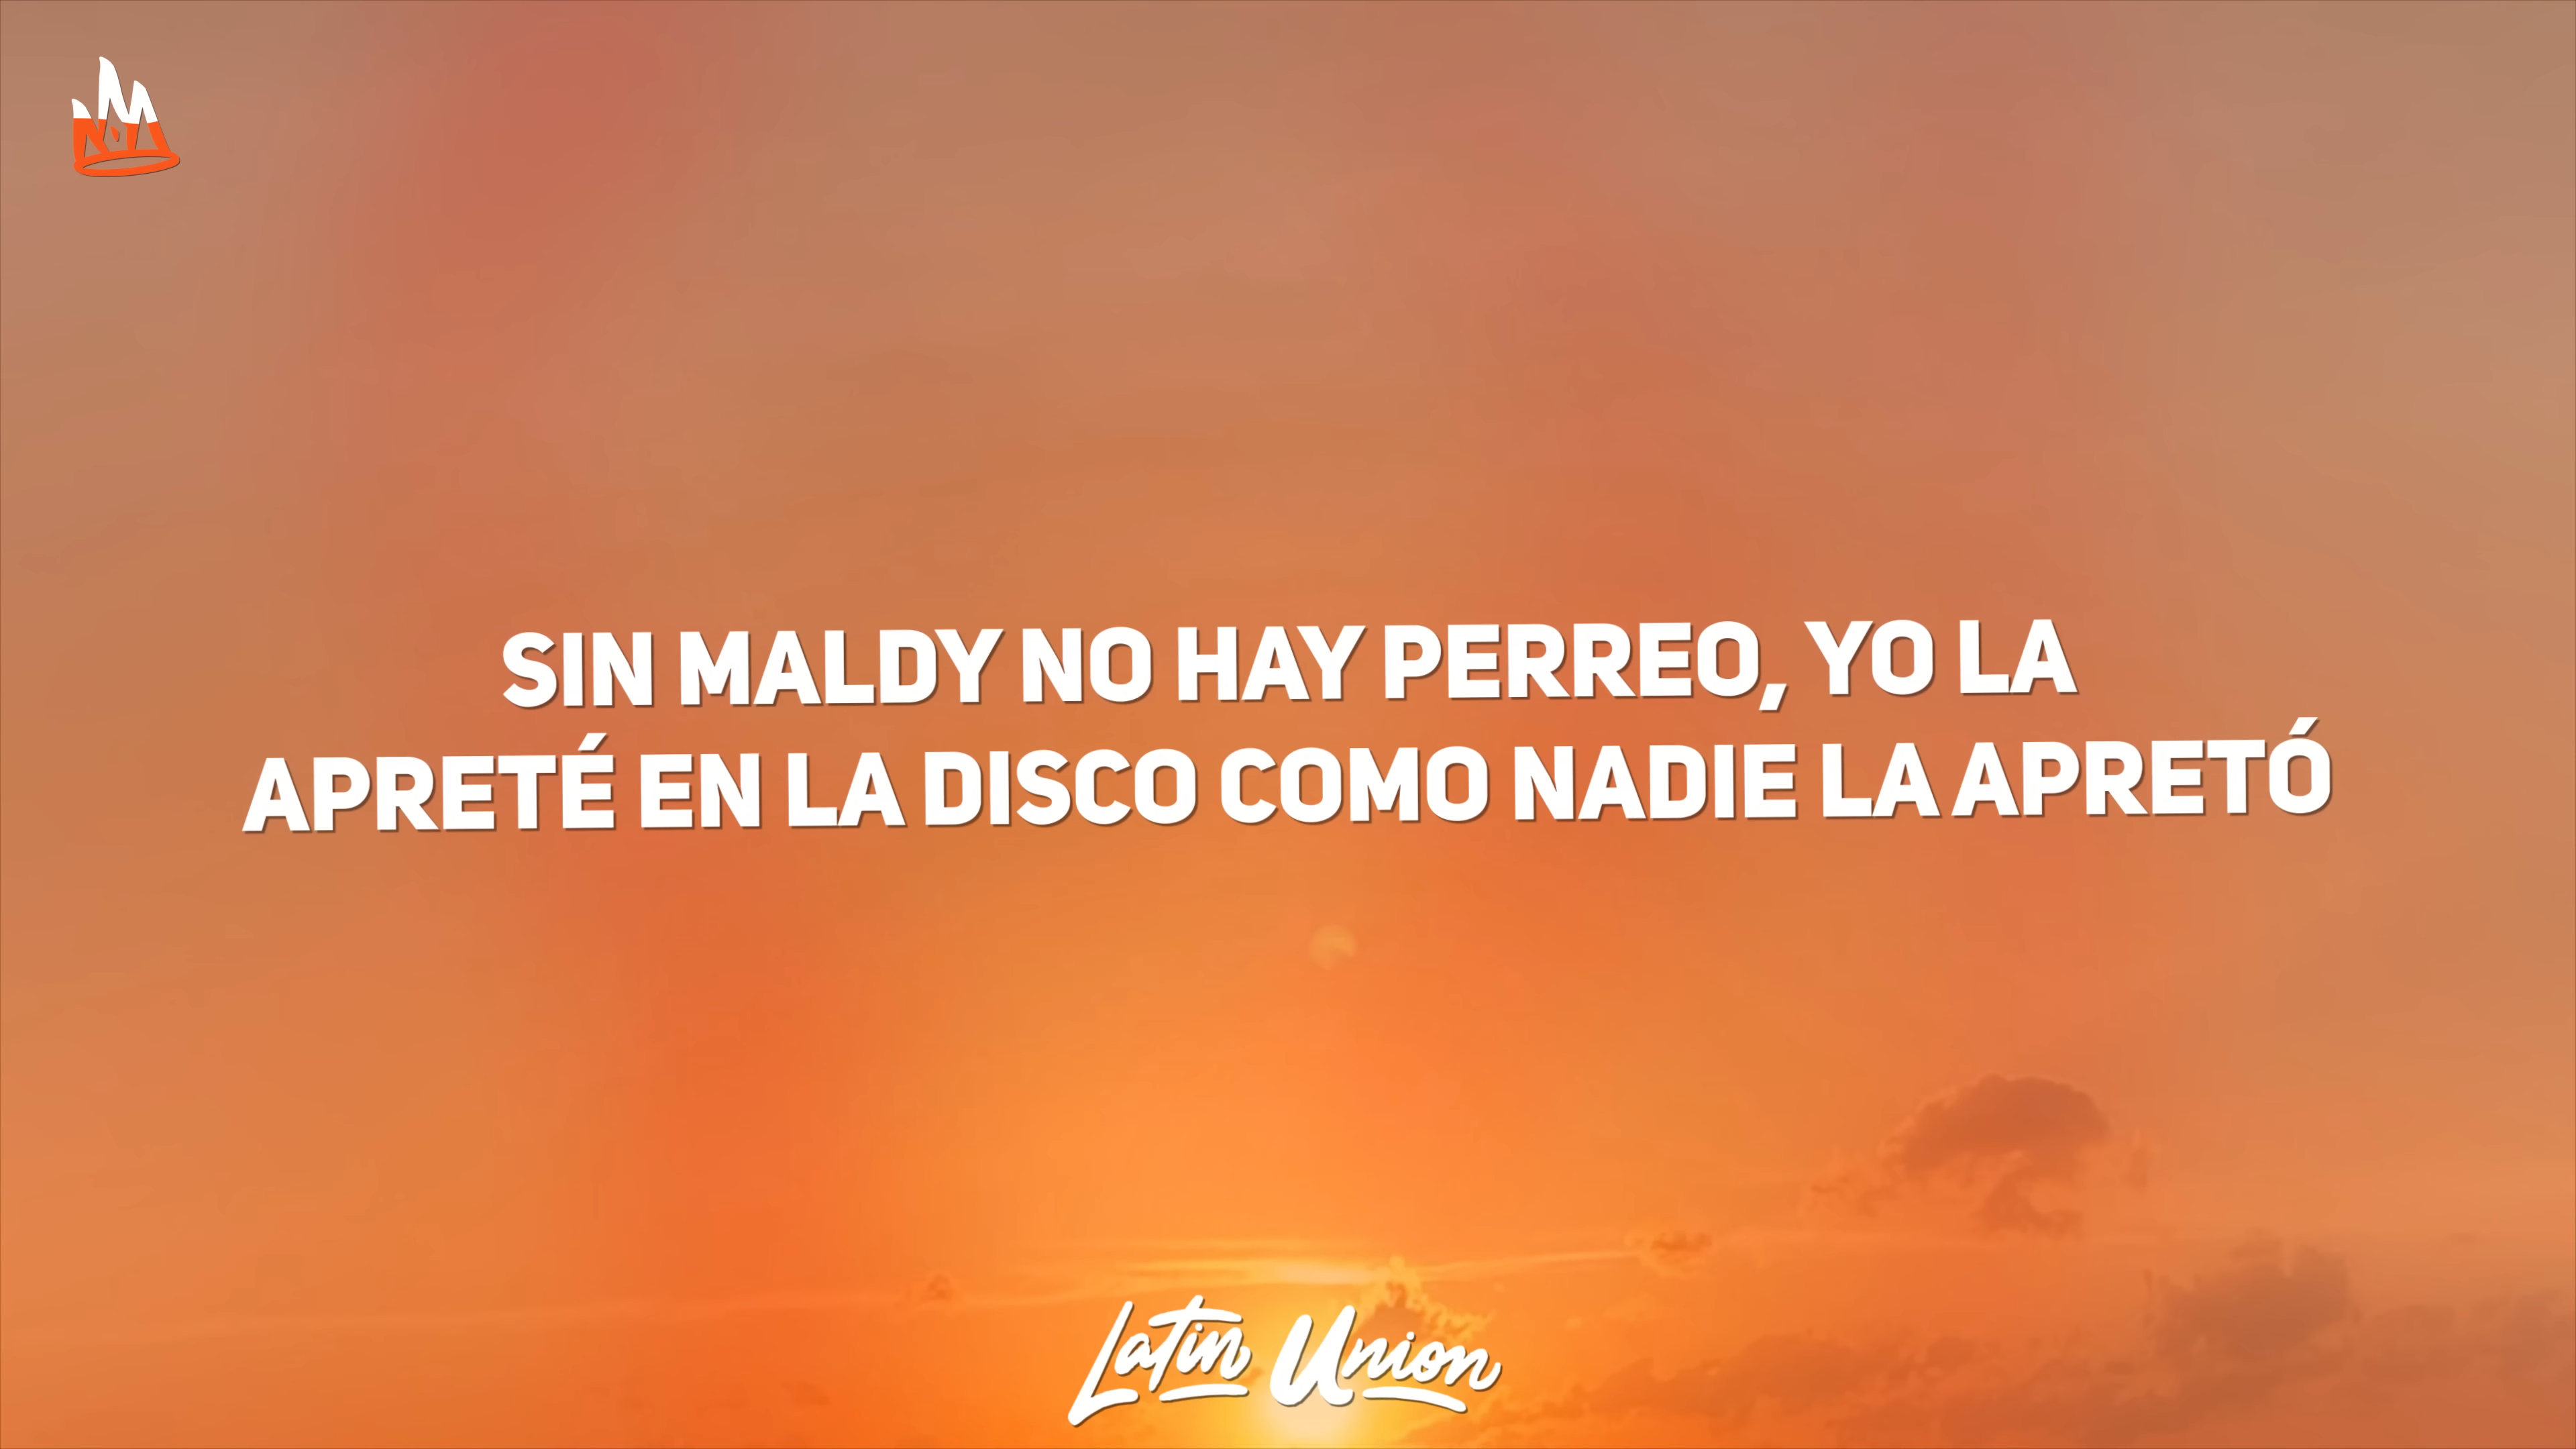 SIN MALDY NO HAY PERREO, YO LA
APRETÉ EN LA DISCO COMO NADIE LA APRETÓ
Latin Union